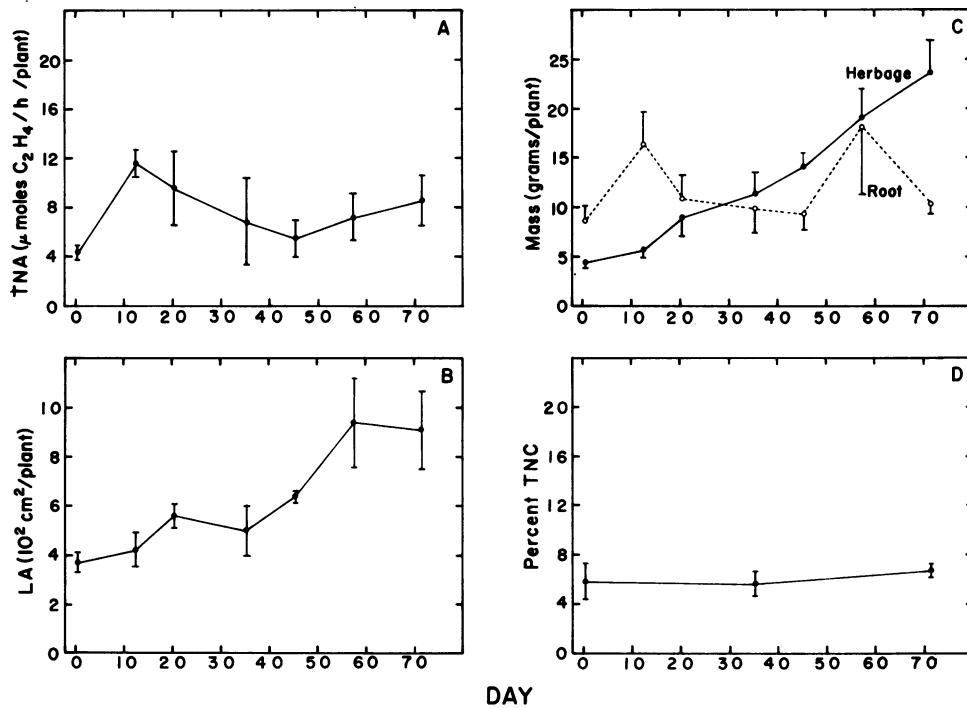 A
TNA (μ moles C2 H4 / h /plant)
20
16
12
8
4
0
0 10 20 30 40 50 60 70
C
Mass (grams/plant)
25
20
15
10
5
0
Herbage
Root
0 10 20 30 40 50 60 70
B
LA (10² cm²/plant)
10
8
6
4
2
0
0 10 20 30 40 50 60 70
D
Percent TNC
20
16
12
8
4
0
0 10 20 30 40 50 60 70
DAY